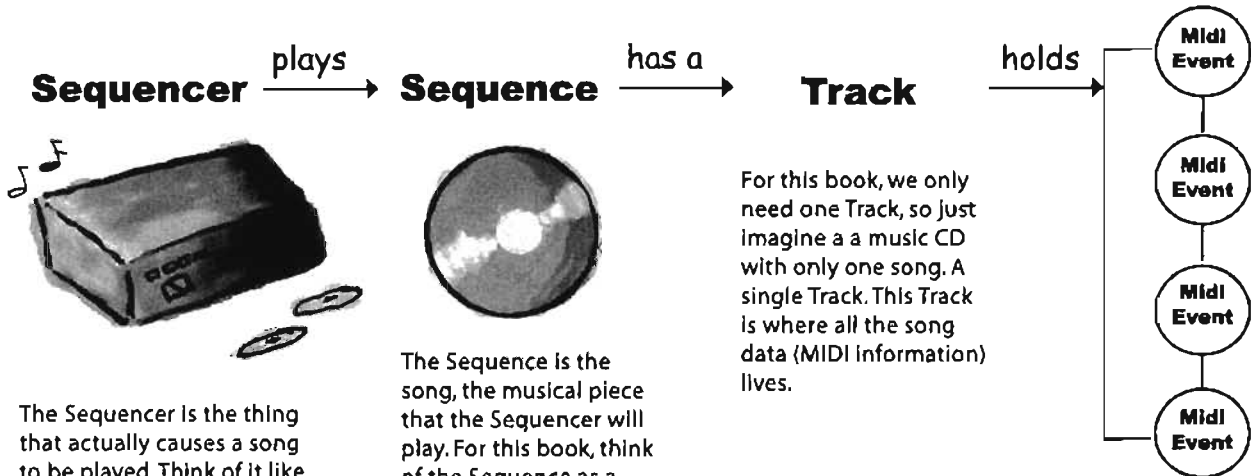 Sequencer
plays
Sequence
has a
Track
holds
Midi
Event
Midi
Event
Midi
Event
Midi
Event
The Sequencer is the thing
that actually causes a song
to be played. Think of it like
The Sequence is the
song, the musical piece
that the Sequencer will
play. For this book, think
of the Sequence as a
For this book, we only
need one Track, so just
imagine a a music CD
with only one song. A
single Track. This Track
is where all the song
data (MIDI information)
lives.